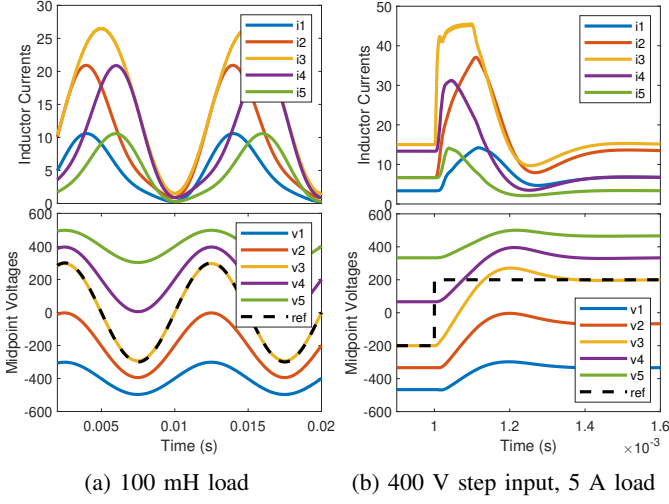 30
25
20
15
10
5
0
Inductor Currents
i1
i2
i3
i4
i5
600
400
200
0
-200
-400
-600
Midpoint Voltages
v1
v2
v3
v4
v5
ref
0.005
0.01
0.015
0.02
Time (s)
(a) 100 mH load
50
40
30
20
10
0
Inductor Currents
i1
i2
i3
i4
i5
600
400
200
0
-200
-400
-600
Midpoint Voltages
v1
v2
v3
v4
v5
ref
1
1.2
1.4
1.6
Time (s)
×10⁻³
(b) 400 V step input, 5 A load